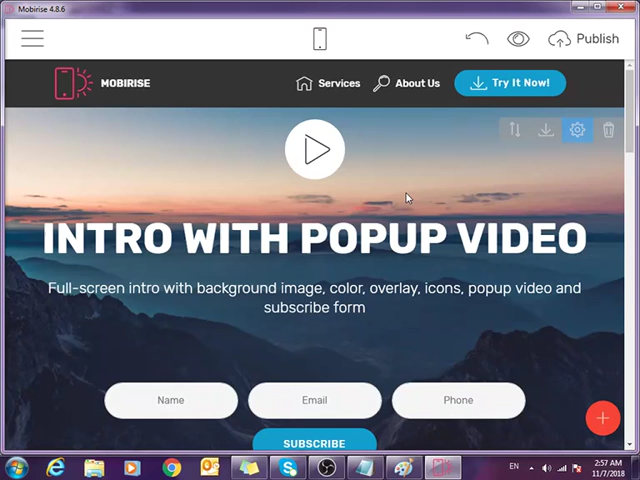 Mobirise 4.8.6
Publish
MOBIRISE
Services
About Us
Try It Now!
INTRO WITH POPUP VIDEO
Full-screen intro with background image, color, overlay, icons, popup video and
subscribe form
Name
Email
Phone
SUBSCRIBE
EN
2:57 AM
11/7/2018